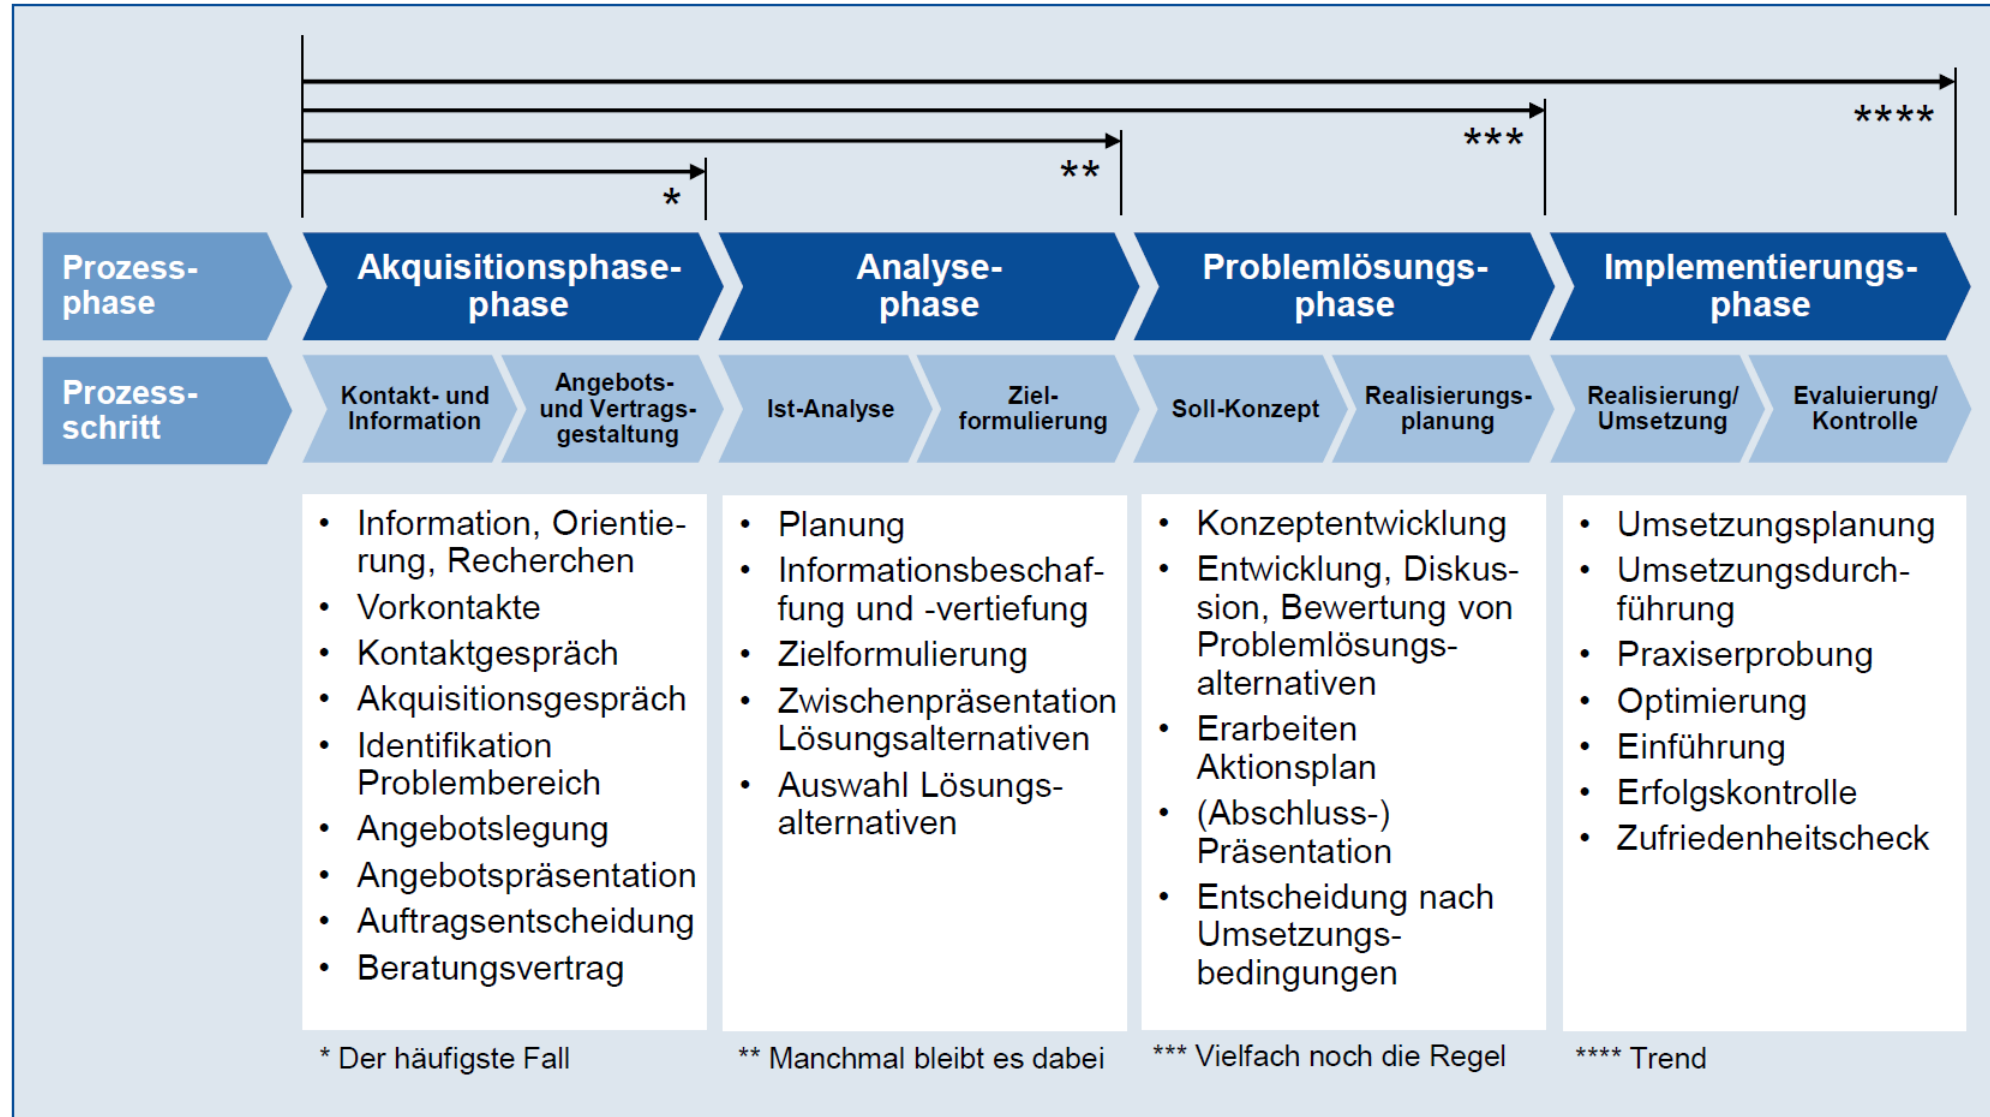 ****
***
**
*
Prozess-
phase
Akquisitionsphase-
phase
Analyse-
phase
Problemlösungs-
phase
Implementierungs-
phase
Prozess-
schritt
Kontakt- und
Information
Angebots-
und Vertrags-
gestaltung
Ist-Analyse
Ziel-
formulierung
Soll-Konzept
Realisierungs-
planung
Realisierung/
Umsetzung
Evaluierung/
Kontrolle
• Information, Orientie-
rung, Recherchen
• Vorkontakte
• Kontaktgespräch
• Akquisitionsgespräch
• Identifikation
Problembereich
• Angebotslegung
• Angebotspräsentation
• Auftragsentscheidung
• Beratungsvertrag
• Planung
• Informationsbeschaf-
fung und -vertiefung
• Zielformulierung
• Zwischenpräsentation
Lösungsalternativen
• Auswahl Lösungs-
alternativen
• Konzeptentwicklung
• Entwicklung, Diskus-
sion, Bewertung von
Problemlösungs-
alternativen
• Erarbeiten
Aktionsplan
• (Abschluss-)
Präsentation
• Entscheidung nach
Umsetzungs-
bedingungen
• Umsetzungsplanung
• Umsetzungsdurch-
führung
• Praxiserprobung
• Optimierung
• Einführung
• Erfolgskontrolle
• Zufriedenheitscheck
* Der häufigste Fall
** Manchmal bleibt es dabei
*** Vielfach noch die Regel
**** Trend